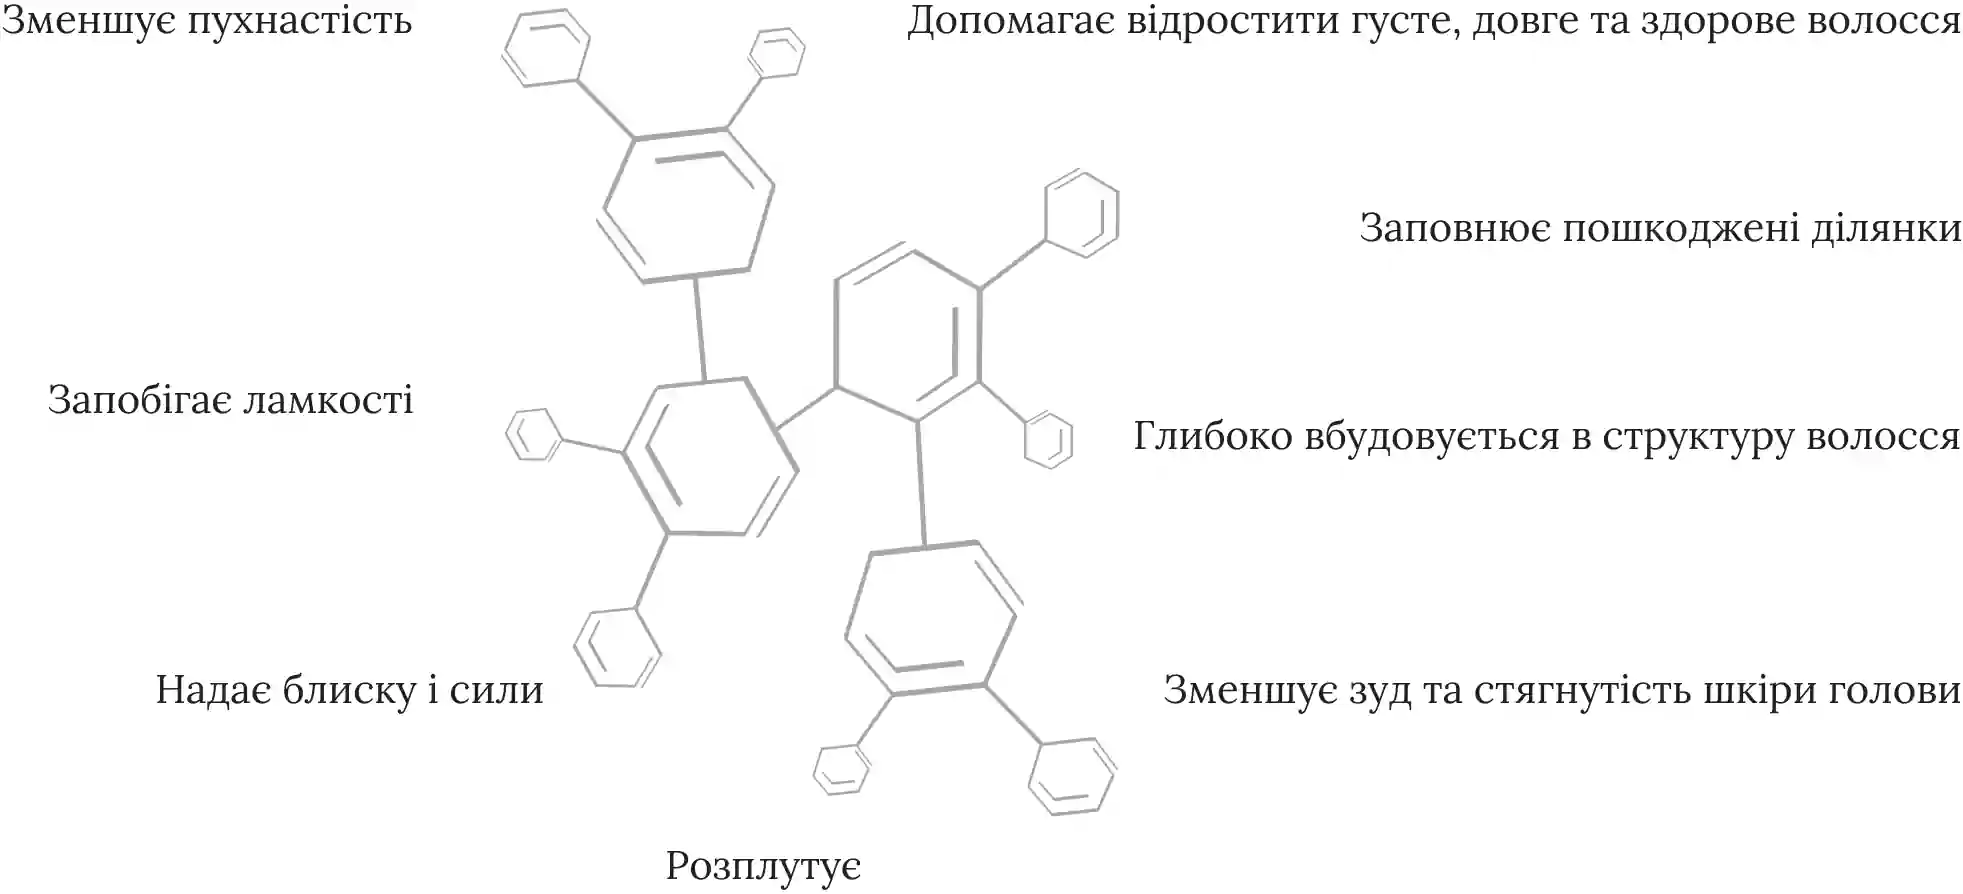 Зменшує пухнастість
Допомагає відростити густе, довге та здорове волосся
Заповнює пошкоджені ділянки
Запобігає ламкості
Глибоко вбудовується в структуру волосся
Надає блиску і сили
Зменшує зуд та стягнутість шкіри голови
Розплутує